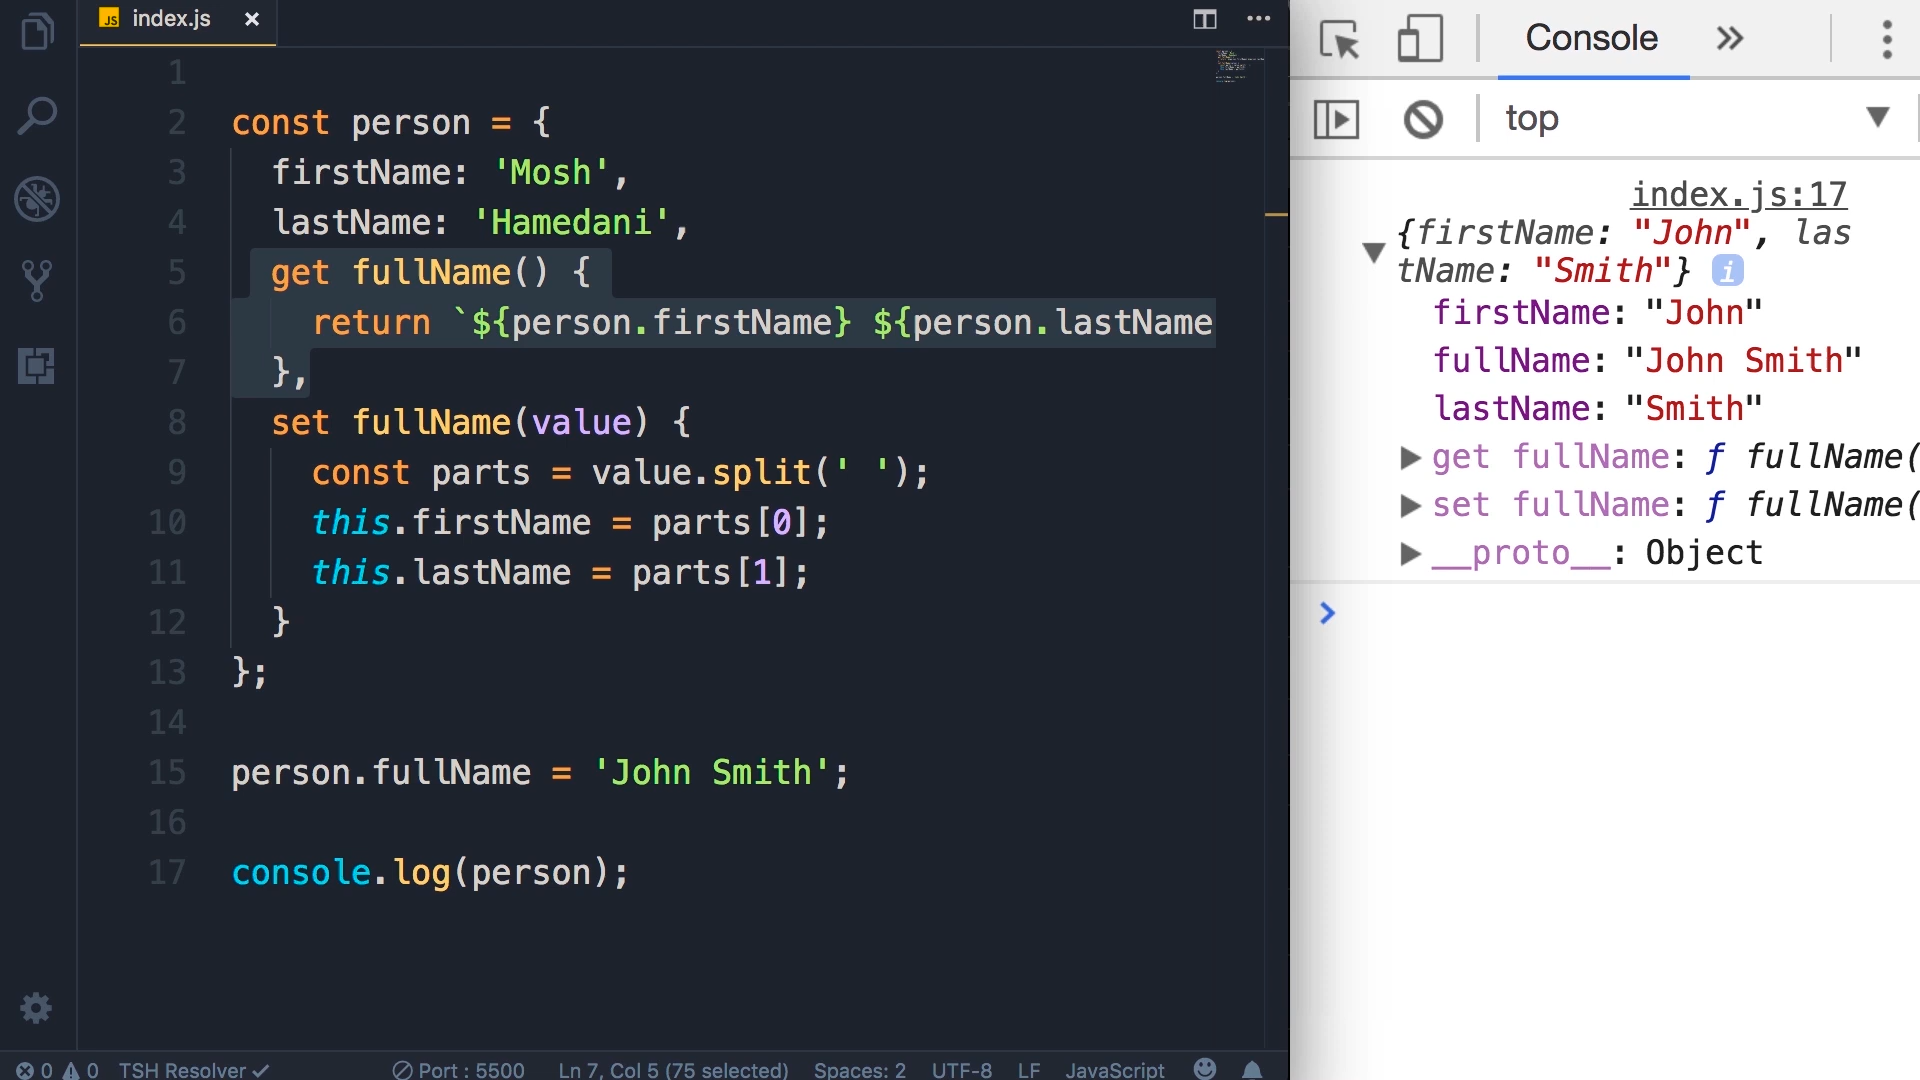 index.js
1
2 const person = {
3 firstName: 'Mosh',
4 lastName: 'Hamedani',
5 get fullName() {
6 return `${person.firstName} ${person.lastName
7 },
8 set fullName(value) {
9 const parts = value.split(' ');
10 this.firstName = parts[0];
11 this.lastName = parts[1];
12 }
13 };
14
15 person.fullName = 'John Smith';
16
17 console.log(person);
0 0 TSH Resolver Port : 5500 Ln 7, Col 5 (75 selected) Spaces: 2 UTF-8 LF JavaScript
Console
top
index.js:17
{firstName: "John", las
tName: "Smith"} i
firstName: "John"
fullName: "John Smith"
lastName: "Smith"
get fullName: ƒ fullName(
set fullName: ƒ fullName(
__proto__: Object